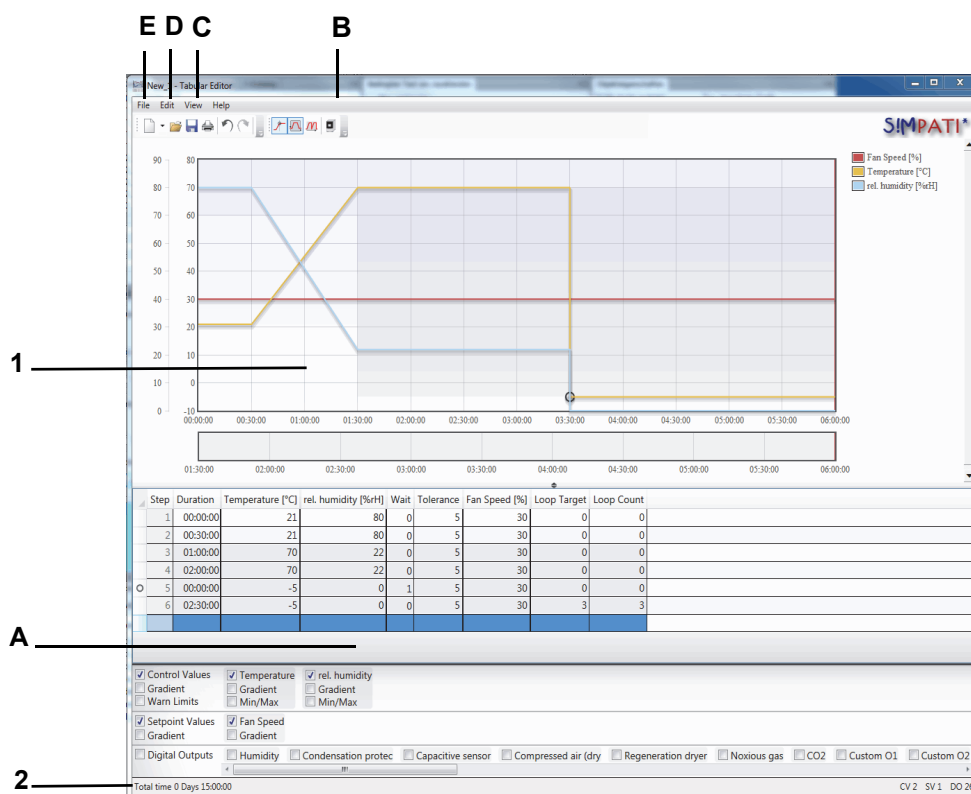 E D C B
New_1 - Tabular Editor
File Edit View Help
S!MPATI*
90 80
80 70
70 60
60 50
50 40
40 30
30 20
20 10
10 0
0 -10
Fan Speed [%]
Temperature [°C]
rel. humidity [%rH]
1
00:00:00 00:30:00 01:00:00 01:30:00 02:00:00 02:30:00 03:00:00 03:30:00 04:00:00 04:30:00 05:00:00 05:30:00 06:00:00
01:30:00 02:00:00 02:30:00 03:00:00 03:30:00 04:00:00 04:30:00 05:00:00 05:30:00 06:00:00
Step Duration Temperature [°C] rel. humidity [%rH] Wait Tolerance Fan Speed [%] Loop Target Loop Count
1 00:00:00 21 80 0 5 30 0 0
2 00:30:00 21 80 0 5 30 0 0
3 01:00:00 70 22 0 5 30 0 0
4 02:00:00 70 22 0 5 30 0 0
5 00:00:00 -5 0 1 5 30 0 0
6 02:30:00 -5 0 0 5 30 3 3
A
Control Values Temperature rel. humidity
Gradient Gradient Gradient
Warn Limits Min/Max Min/Max
Setpoint Values Fan Speed
Gradient Gradient
Digital Outputs Humidity Condensation protec Capacitive sensor Compressed air (dry Regeneration dryer Noxious gas CO2 Custom O1 Custom O2
2
Total time 0 Days 15:00:00 CV 2 SV 1 DO